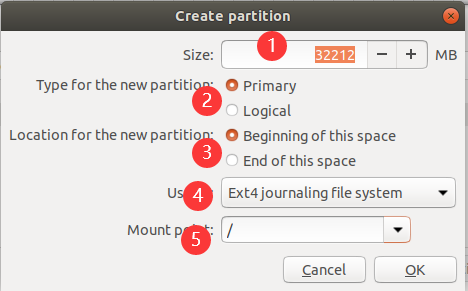 Create partition
1
Size: 32212 − + MB
Type for the new partition: Primary
2
Logical
Location for the new partition: Beginning of this space
3
End of this space
Us 4 Ext4 journaling file system
Mount p 5 t: /
Cancel OK